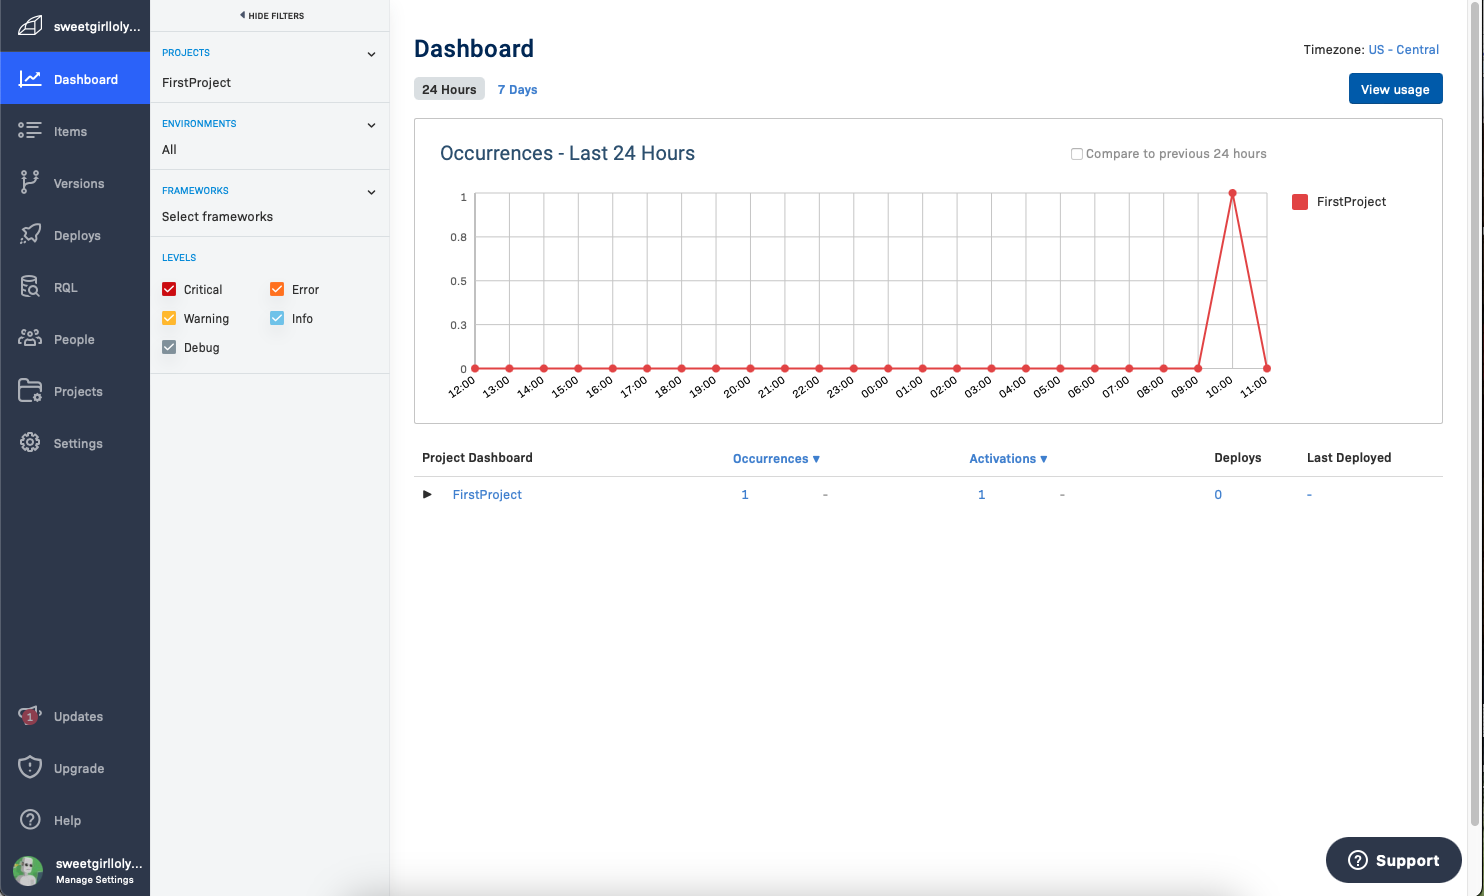 sweetgirlloly...
Dashboard
Items
Versions
Deploys
RQL
People
Projects
Settings
1
Updates
Upgrade
Help
sweetgirlloly...
Manage Settings
HIDE FILTERS
PROJECTS
FirstProject
ENVIRONMENTS
All
FRAMEWORKS
Select frameworks
LEVELS
Critical Error
Warning Info
Debug
Dashboard
Timezone: US - Central
24 Hours 7 Days
View usage
Occurrences - Last 24 Hours
Compare to previous 24 hours
1
0.8
0.5
0.3
0
12:00 13:00 14:00 15:00 16:00 17:00 18:00 19:00 20:00 21:00 22:00 23:00 00:00 01:00 02:00 03:00 04:00 05:00 06:00 07:00 08:00 09:00 10:00 11:00
FirstProject
Project Dashboard Occurrences ▼ Activations ▼ Deploys Last Deployed
▶ FirstProject 1 - 1 - 0 -
Support